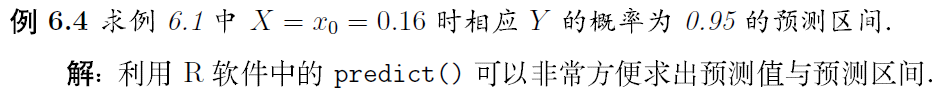 例 6.4 求例 6.1 中 X = x₀ = 0.16 时相应 Y 的概率为 0.95 的预测区间.
解: 利用 R 软件中的 predict() 可以非常方便求出预测值与预测区间.